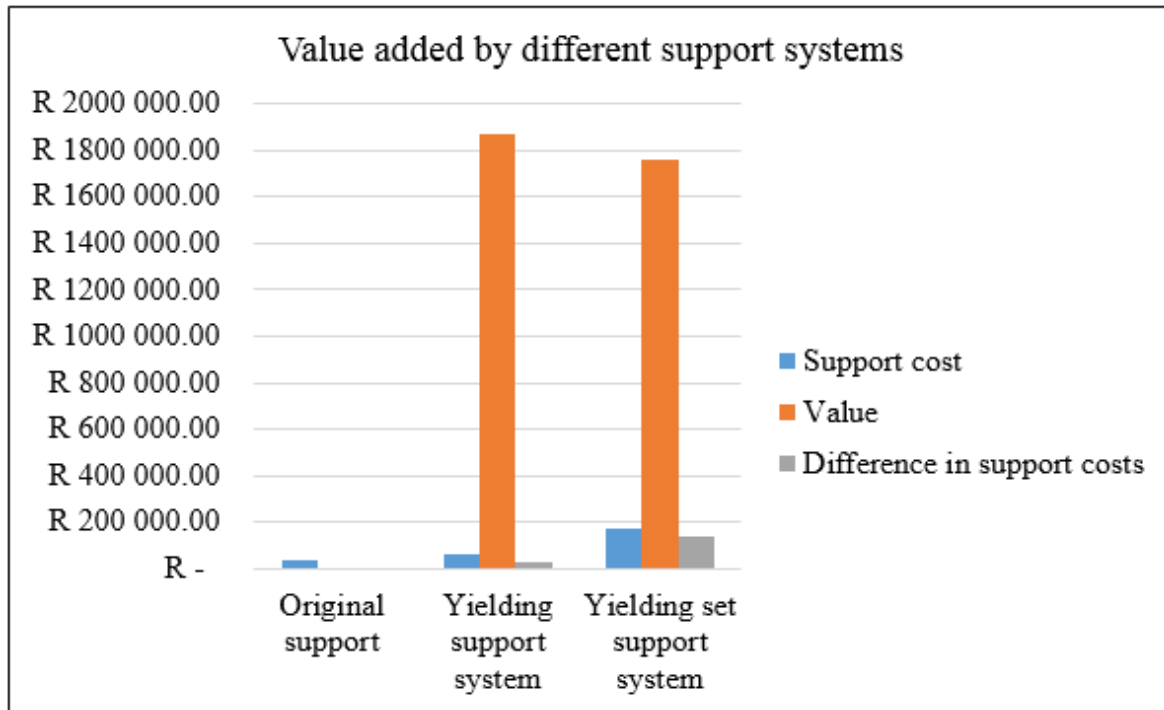 Value added by different support systems
R 2000 000.00
R 1800 000.00
R 1600 000.00
R 1400 000.00
R 1200 000.00
R 1000 000.00
R 800 000.00
R 600 000.00
R 400 000.00
R 200 000.00
R -
Original
support
Yielding
support
system
Yielding set
support
system
Support cost
Value
Difference in support costs